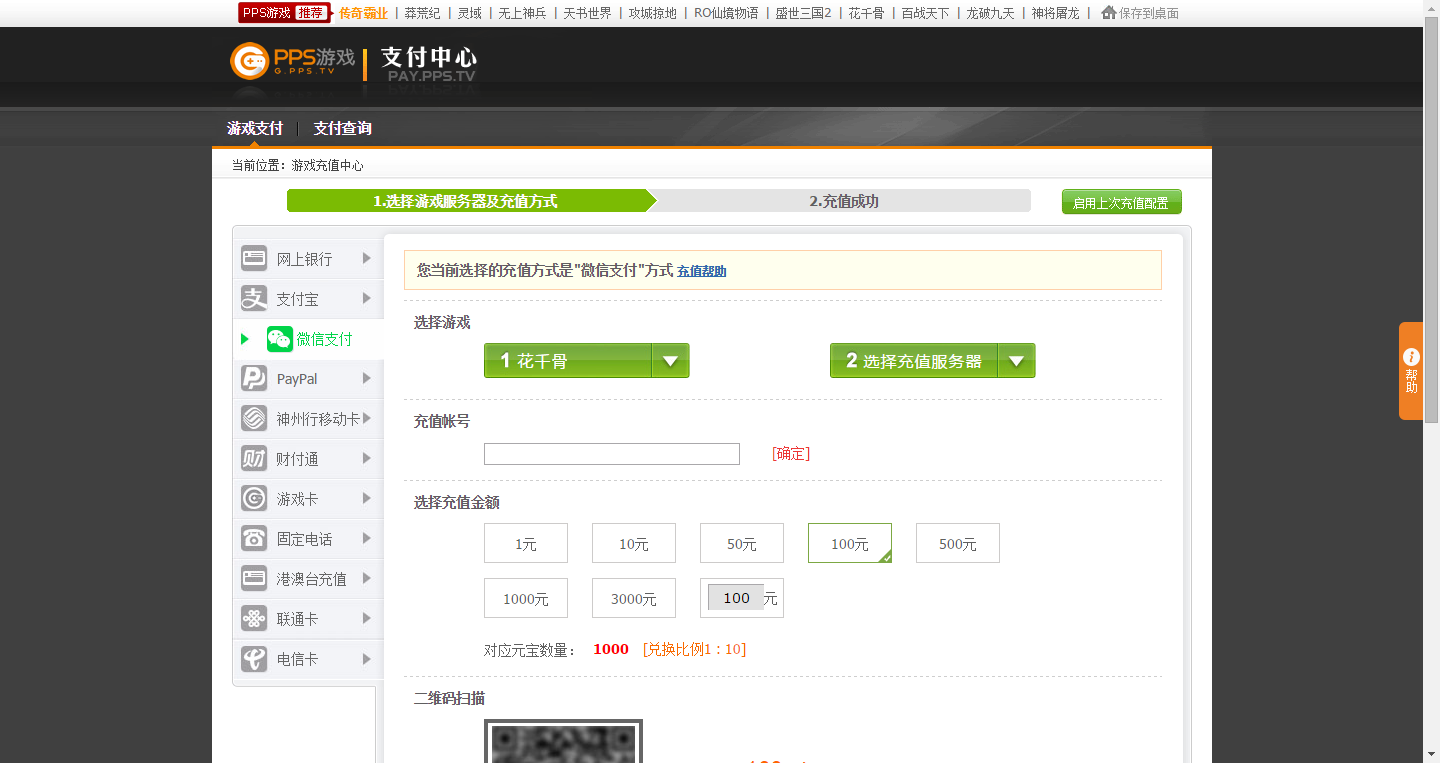 PPS游戏 推荐 传奇霸业 | 莽荒纪 | 灵域 | 无上神兵 | 天书世界 | 攻城掠地 | RO仙境物语 | 盛世三国2 | 花千骨 | 百战天下 | 龙破九天 | 神将屠龙 | 保存到桌面
PPS游戏 支付中心
G.PPS.TV PAY.PPS.TV
游戏支付 | 支付查询
当前位置：游戏充值中心
1.选择游戏服务器及充值方式 2.充值成功 启用上次充值配置
网上银行
支付宝
微信支付
PayPal
神州行移动卡
财付通
游戏卡
固定电话
港澳台充值
联通卡
电信卡
您当前选择的充值方式是"微信支付"方式 充值帮助
选择游戏
1 花千骨 2 选择充值服务器
充值帐号
[确定]
选择充值金额
1元 10元 50元 100元 500元
1000元 3000元 100 元
对应元宝数量： 1000 [兑换比例1：10]
二维码扫描
帮助